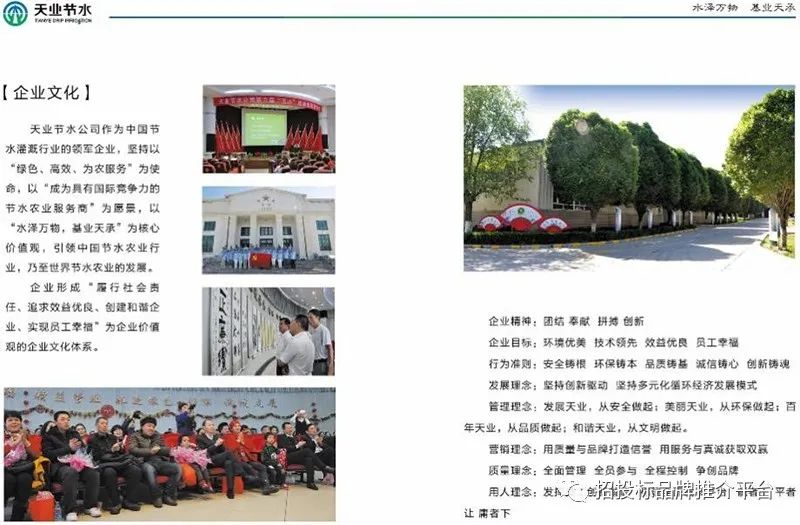 天业节水
TIANYE DRIP IRRIGATION
水泽万物 基业天承
【企业文化】
天业节水公司作为中国节
水灌溉行业的领军企业，坚持以
“绿色、高效、为农服务”为使
命，以“成为具有国际竞争力的
节水农业服务商”为愿景，以
“水泽万物，基业天承”为核心
价值观，引领中国节水农业行
业，乃至世界节水农业的发展。
企业形成“履行社会责
任、追求效益优良、创建和谐企
业、实现员工幸福”为企业价值
观的企业文化体系。
企业精神：团结 奉献 拼搏 创新
企业目标：环境优美 技术领先 效益优良 员工幸福
行为准则：安全铸根 环保铸本 品质铸基 诚信铸心 创新铸魂
发展理念：坚持创新驱动 坚持多元化循环经济发展模式
管理理念：发展天业，从安全做起；美丽天业，从环保做起；百
年天业，从品质做起；和谐天业，从文明做起。
营销理念：用质量与品牌打造信誉 用服务与真诚获取双赢
质量理念：全面管理 全员参与 全程控制 争创品牌
用人理念：
招投标品牌推介平台
让 庸者下